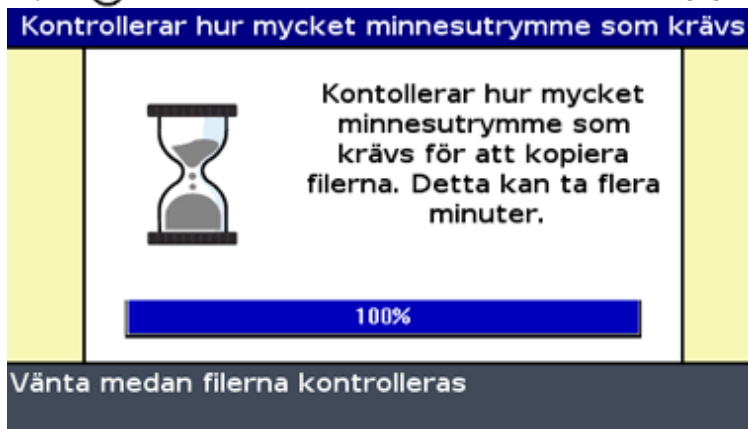 Kontrollerar hur mycket minnesutrymme som krävs
Kontollerar hur mycket
minnesutrymme som
krävs för att kopiera
filerna. Detta kan ta flera
minuter.
100%
Vänta medan filerna kontrolleras